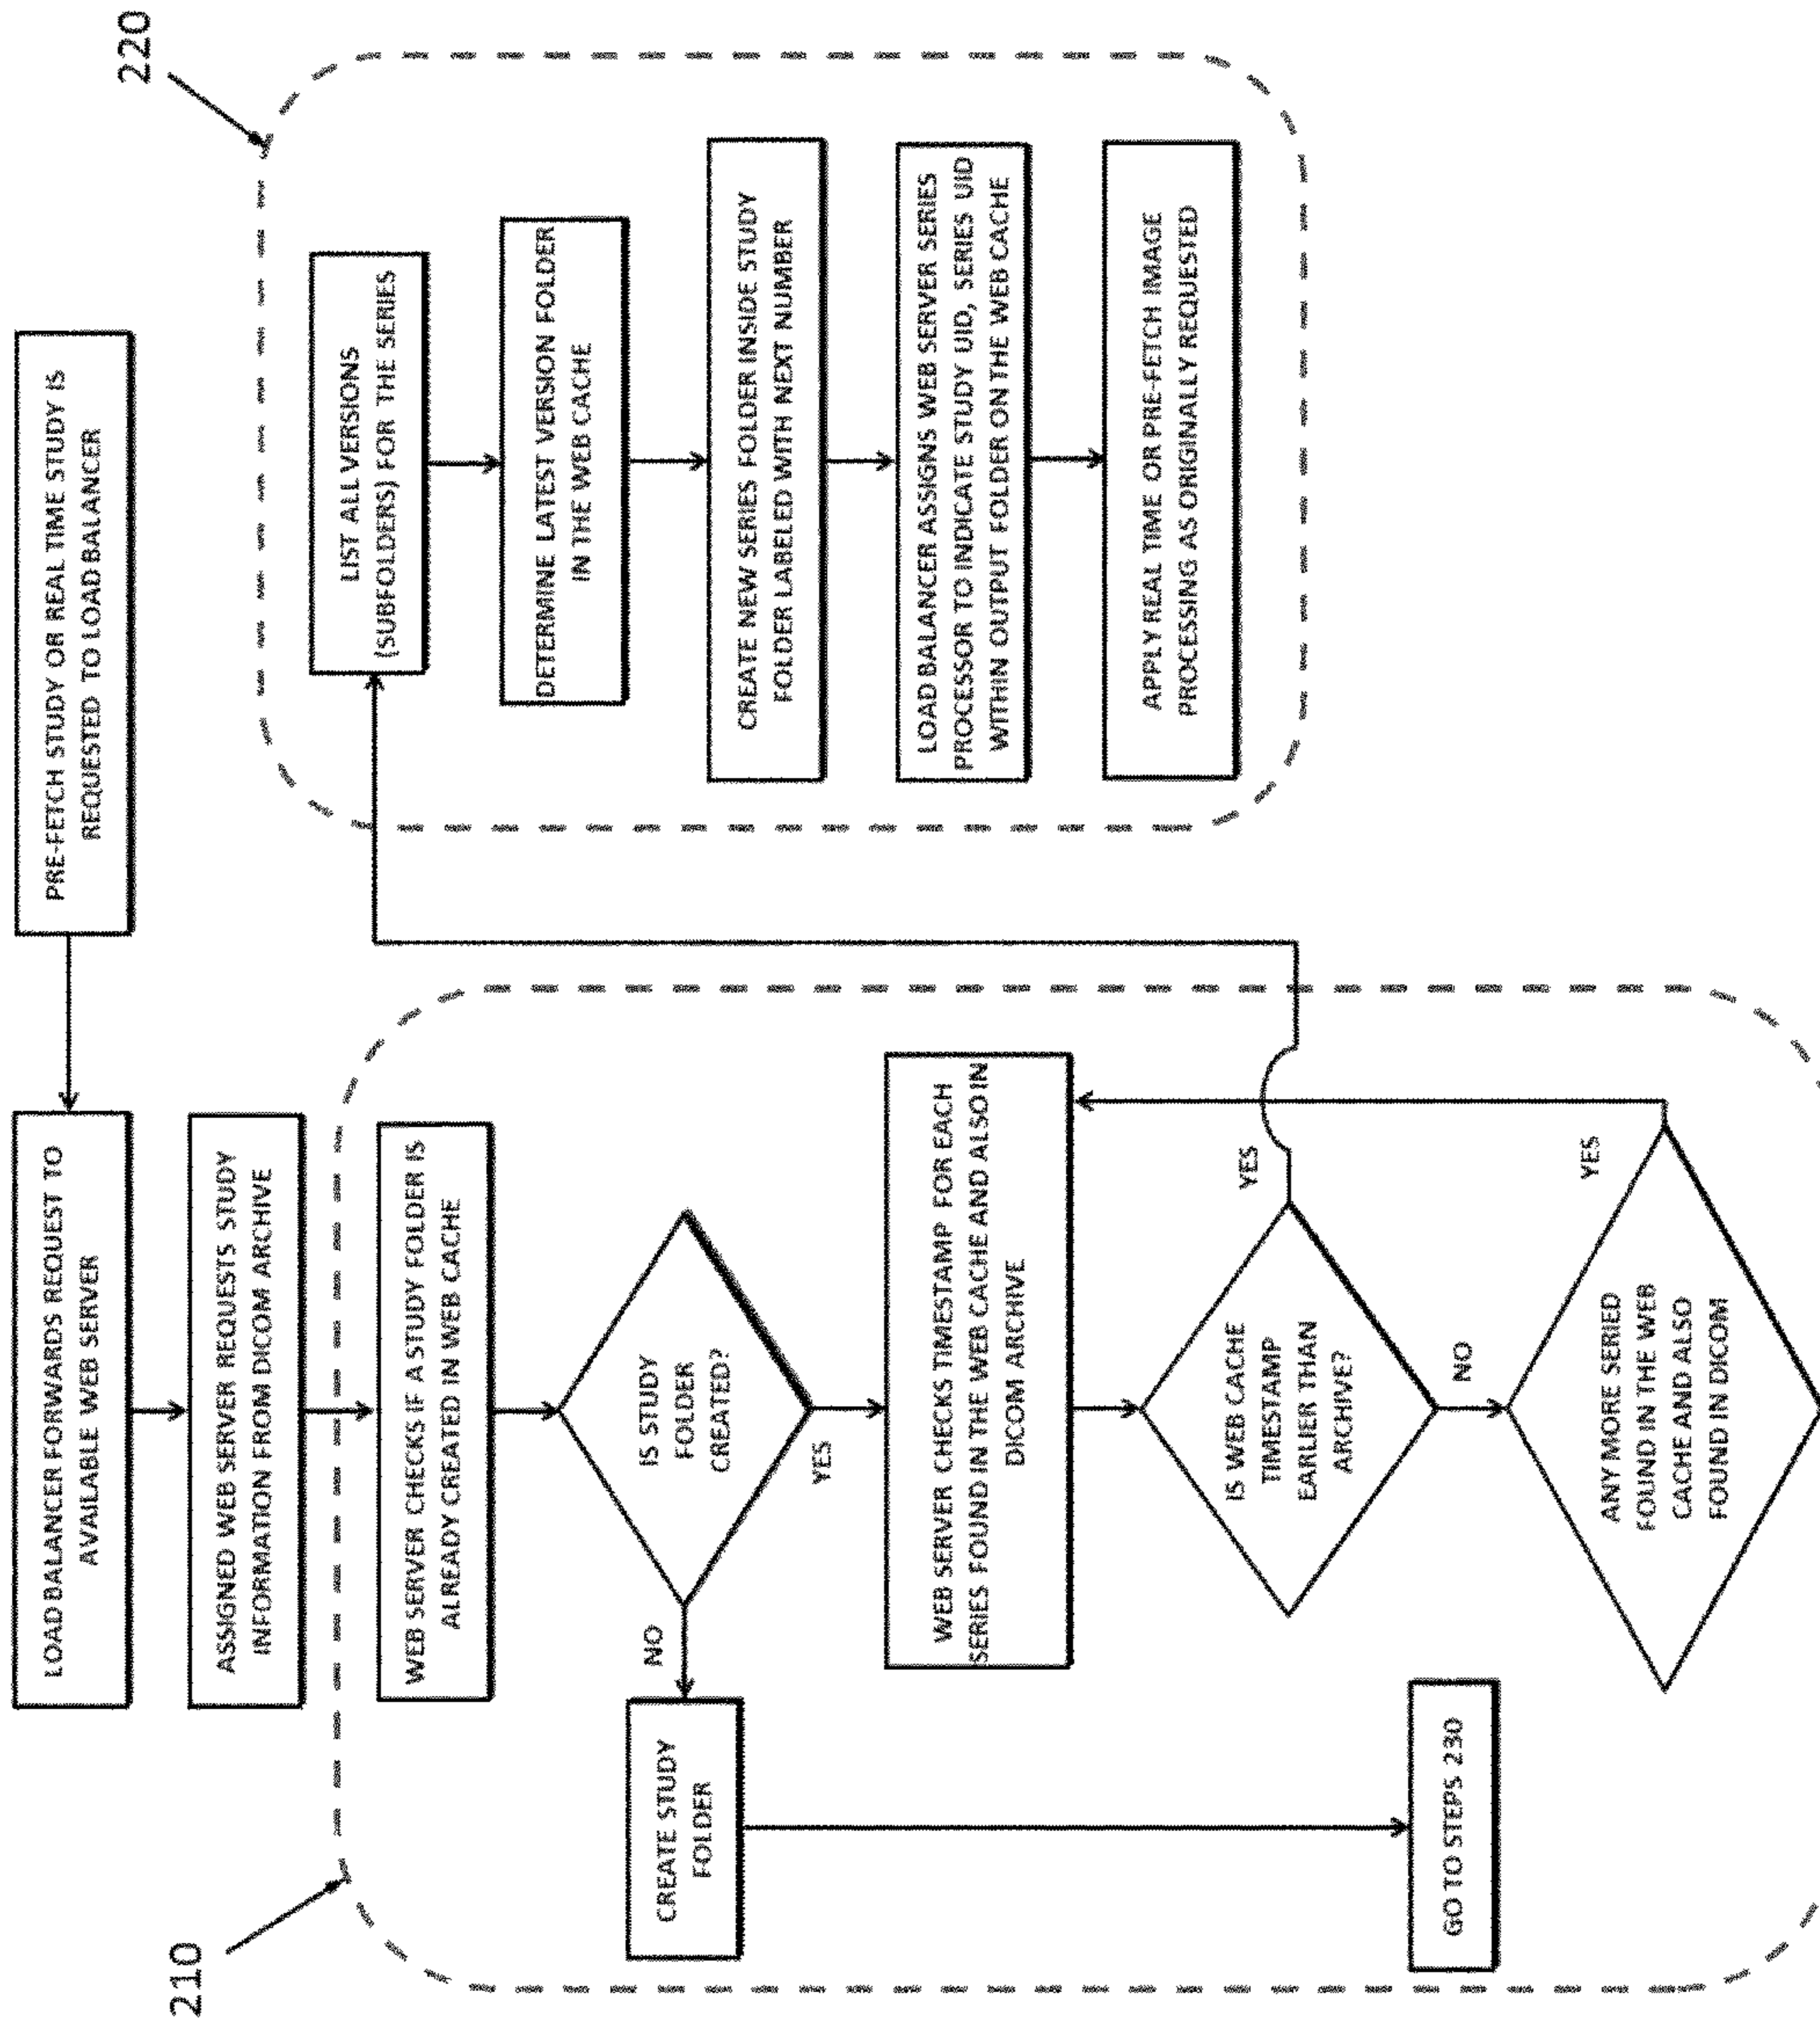 220
PRE-FETCH STUDY OR REAL TIME STUDY IS
REQUESTED TO LOAD BALANCER
LOAD BALANCER FORWARDS REQUEST TO
AVAILABLE WEB SERVER
ASSIGNED WEB SERVER REQUESTS STUDY
INFORMATION FROM DICOM ARCHIVE
210
WEB SERVER CHECKS IF A STUDY FOLDER IS
ALREADY CREATED IN WEB CACHE
IS STUDY
FOLDER
CREATED?
NO
YES
CREATE STUDY
FOLDER
WEB SERVER CHECKS TIMESTAMP FOR EACH
SERIES FOUND IN THE WEB CACHE AND ALSO IN
DICOM ARCHIVE
IS WEB CACHE
TIMESTAMP
EARLIER THAN
ARCHIVE?
YES
NO
GO TO STEPS 230
ANY MORE SERIED
FOUND IN THE WEB
CACHE AND ALSO
FOUND IN DICOM
YES
LIST ALL VERSIONS
(SUBFOLDERS) FOR THE SERIES
DETERMINE LATEST VERSION FOLDER
IN THE WEB CACHE
CREATE NEW SERIES FOLDER INSIDE STUDY
FOLDER LABELED WITH NEXT NUMBER
LOAD BALANCER ASSIGNS WEB SERVER SERIES
PROCESSOR TO INDICATE STUDY UID, SERIES UID
WITHIN OUTPUT FOLDER ON THE WEB CACHE
APPLY REAL TIME OR PRE-FETCH IMAGE
PROCESSING AS ORIGINALLY REQUESTED